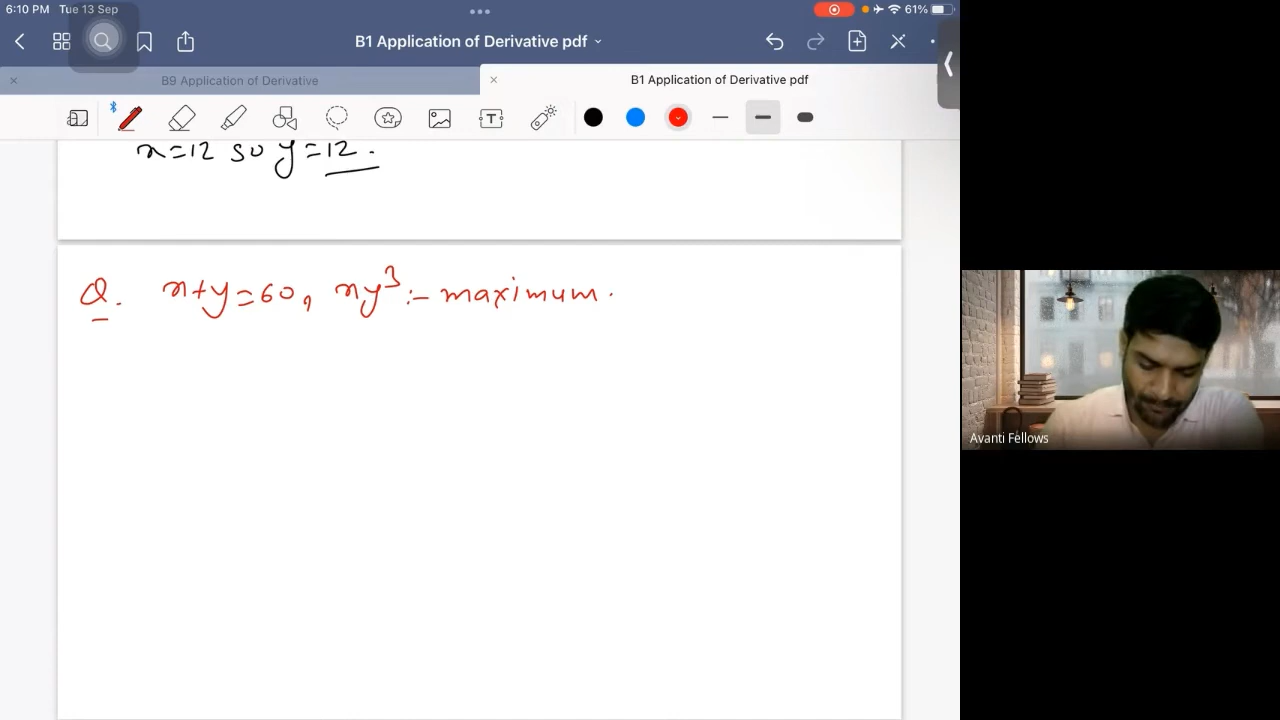 6:10 PM Tue 13 Sep
61%
B1 Application of Derivative pdf
B9 Application of Derivative
B1 Application of Derivative pdf
T
x=12 so y=12.
Q. x+y=60, xy³:- maximum.
Avanti Fellows